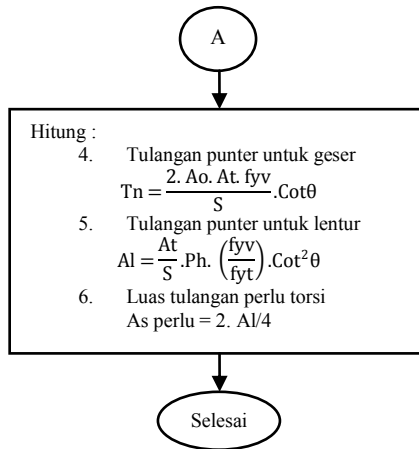 A
Hitung :
4. Tulangan punter untuk geser
Tn = 2. Ao. At. fyv / S .Cotθ
5. Tulangan punter untuk lentur
Al = At / S .Ph. (fyv / fyt) .Cot²θ
6. Luas tulangan perlu torsi
As perlu = 2. Al/4
Selesai